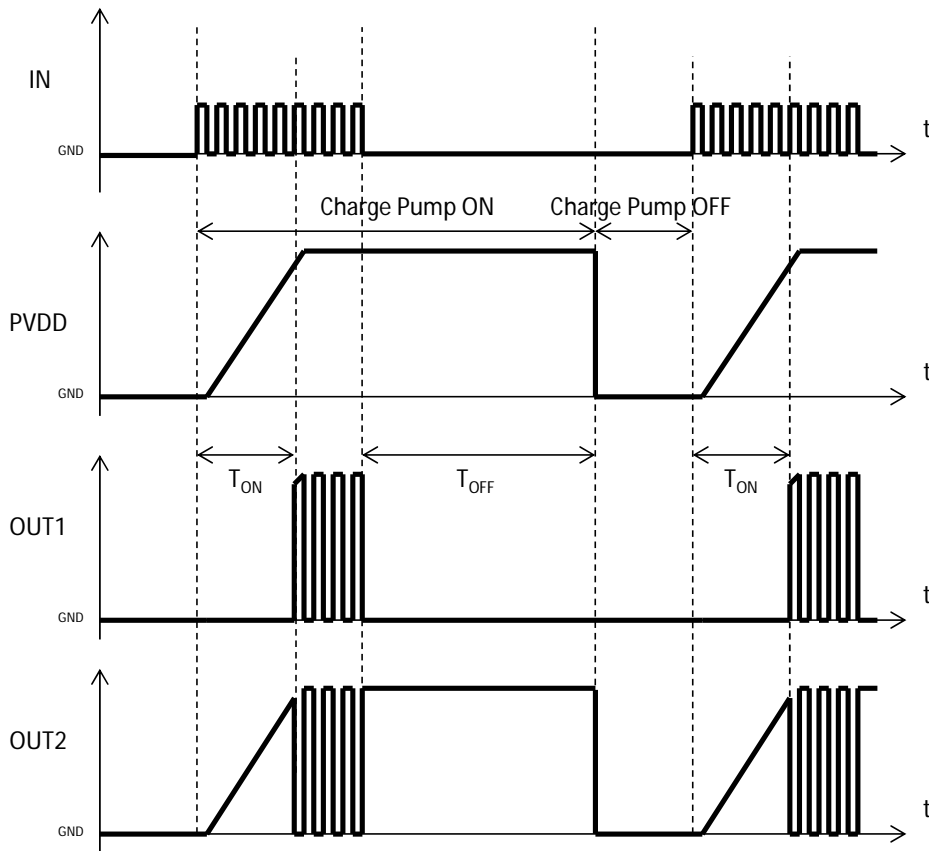 IN
GND
t
Charge Pump ON
Charge Pump OFF
PVDD
GND
t
TON
TOFF
TON
OUT1
GND
t
OUT2
GND
t